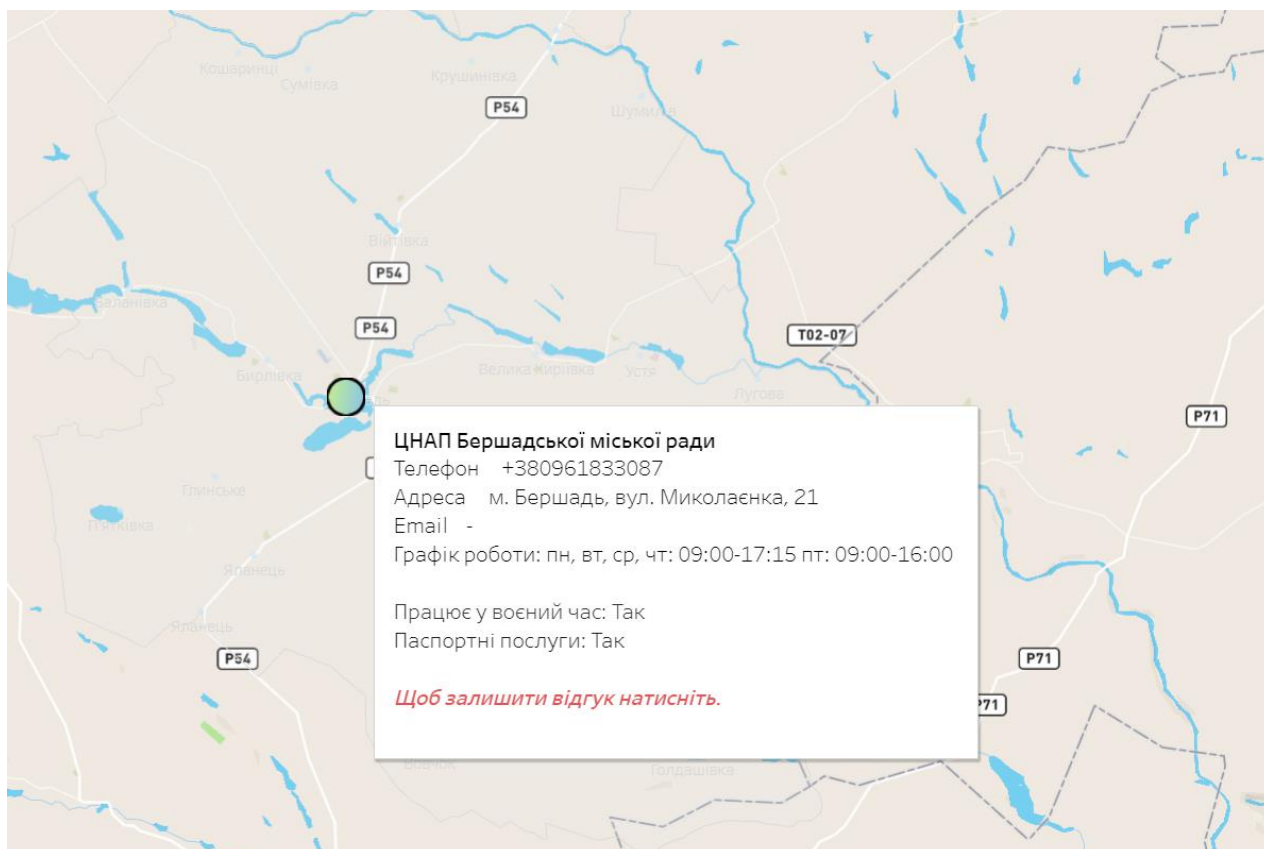 Кошаринці
Сумівка
Крушинівка
P54
Шумилів
Війтівка
P54
Баланівка
P54
T02-07
Бирлівка
Велика Киріївка
Устя
Лугова
P71
ЦНАП Бершадської міської ради
Телефон +380961833087
Адреса м. Бершадь, вул. Миколаєнка, 21
Email -
Графік роботи: пн, вт, ср, чт: 09:00-17:15 пт: 09:00-16:00
Працює у воєний час: Так
Паспортні послуги: Так
Щоб залишити відгук натисніть.
Глинське
П'ятківка
Яланець
Яланець
P54
P71
P71
Голдашівка